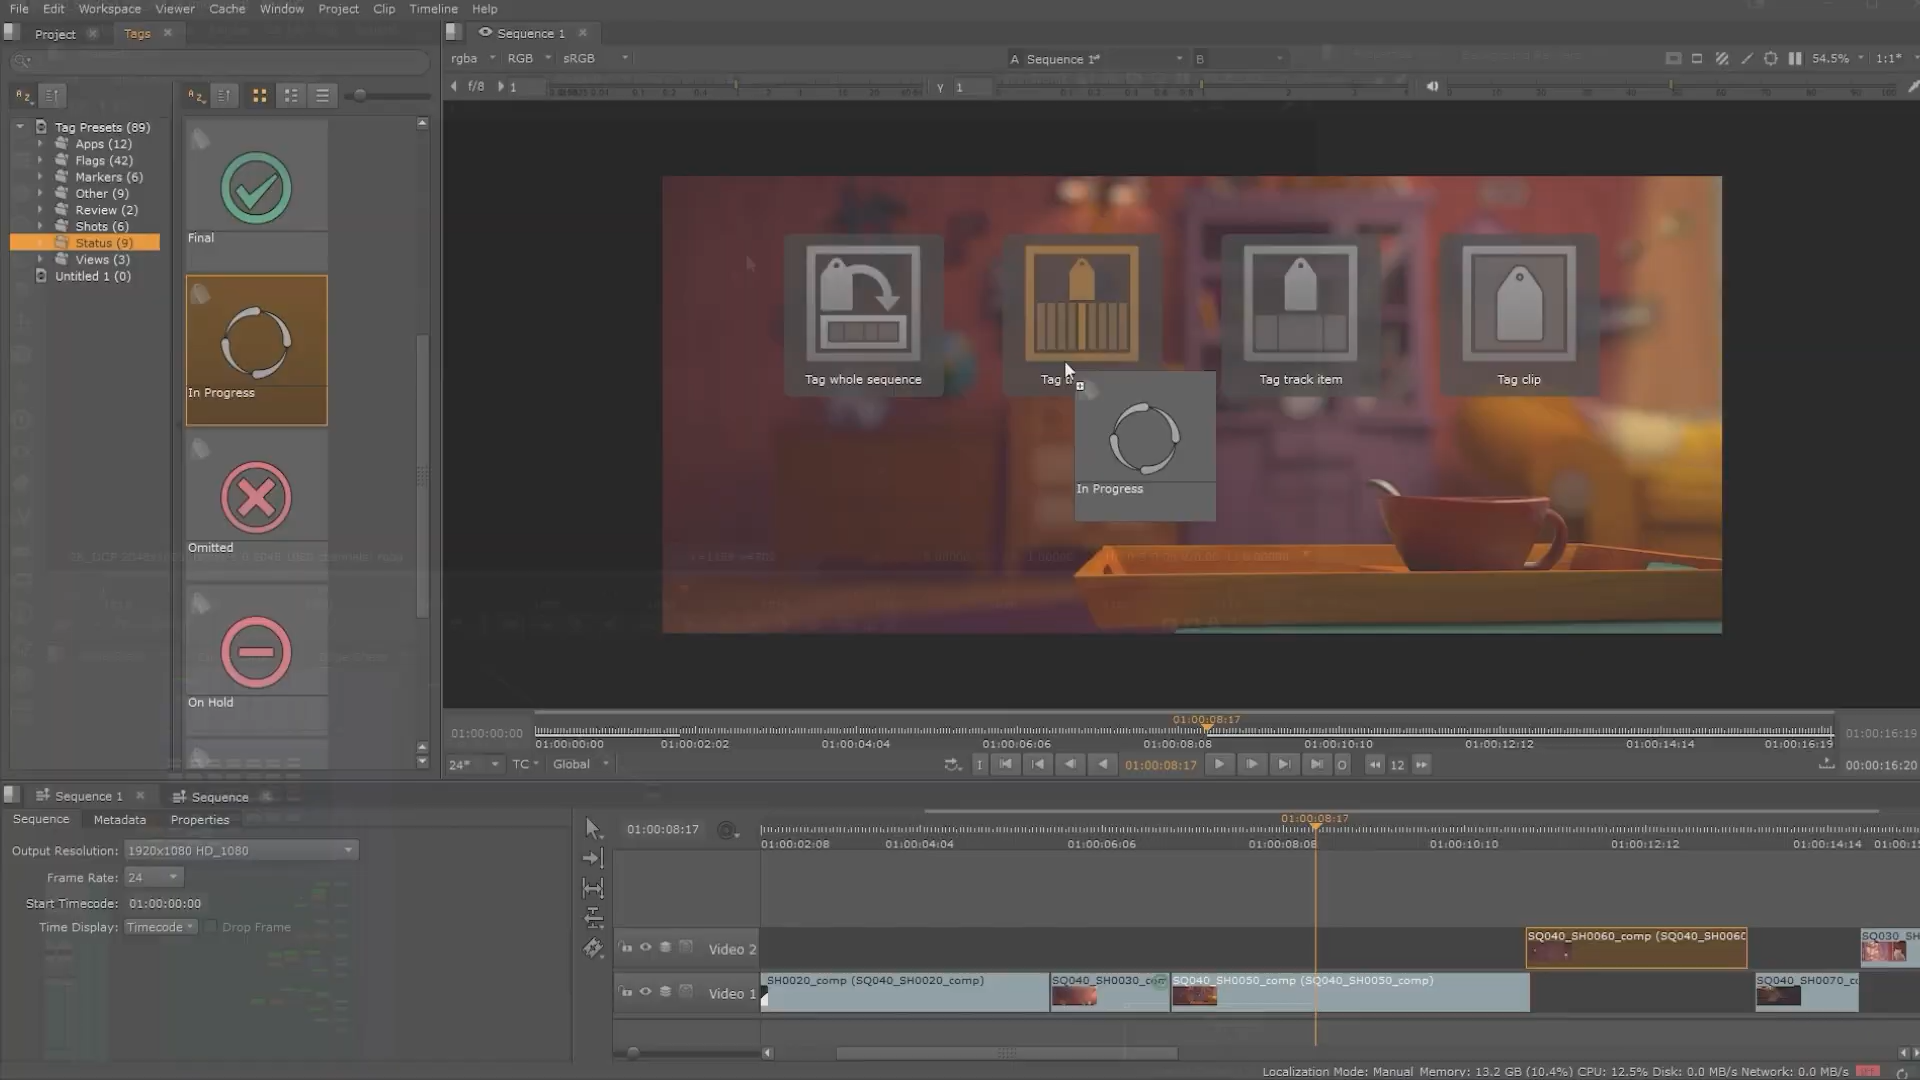 File Edit Workspace Viewer Cache Window Project Clip Timeline Help
Project Tags
Sequence 1
rgba RGB sRGB A Sequence 1* B 54.5% 1:1*
f/8 1 Y 1
Tag Presets (89)
Apps (12)
Flags (42)
Markers (6)
Other (9)
Review (2)
Shots (6)
Status (9)
Views (3)
Untitled 1 (0)
Final
In Progress
Omitted
On Hold
Tag whole sequence
Tag track item
Tag clip
In Progress
01:00:08:17
01:00:00:00
01:00:00:00 01:00:02:02 01:00:04:04 01:00:06:06 01:00:08:08 01:00:10:10 01:00:12:12 01:00:14:14 01:00:16:19
01:00:16:19
24* TC Global I 01:00:08:17 O 12 00:00:16:20
Sequence 1 Sequence
Sequence Metadata Properties
Output Resolution: 1920x1080 HD_1080
Frame Rate: 24
Start Timecode: 01:00:00:00
Time Display: Timecode Drop Frame
01:00:08:17
01:00:08:17
01:00:02:08 01:00:04:04 01:00:06:06 01:00:08:08 01:00:10:10 01:00:12:12 01:00:14:14
Video 2
SQ040_SH0060_comp (SQ040_SH0060
SQ030_SH
Video 1
SH0020_comp (SQ040_SH0020_comp)
SQ040_SH0030_com
SQ040_SH0050_comp (SQ040_SH0050_comp)
SQ040_SH0070_co
Localization Mode: Manual Memory: 13.2 GB (10.4%) CPU: 12.5% Disk: 0.0 MB/s Network: 0.0 MB/s